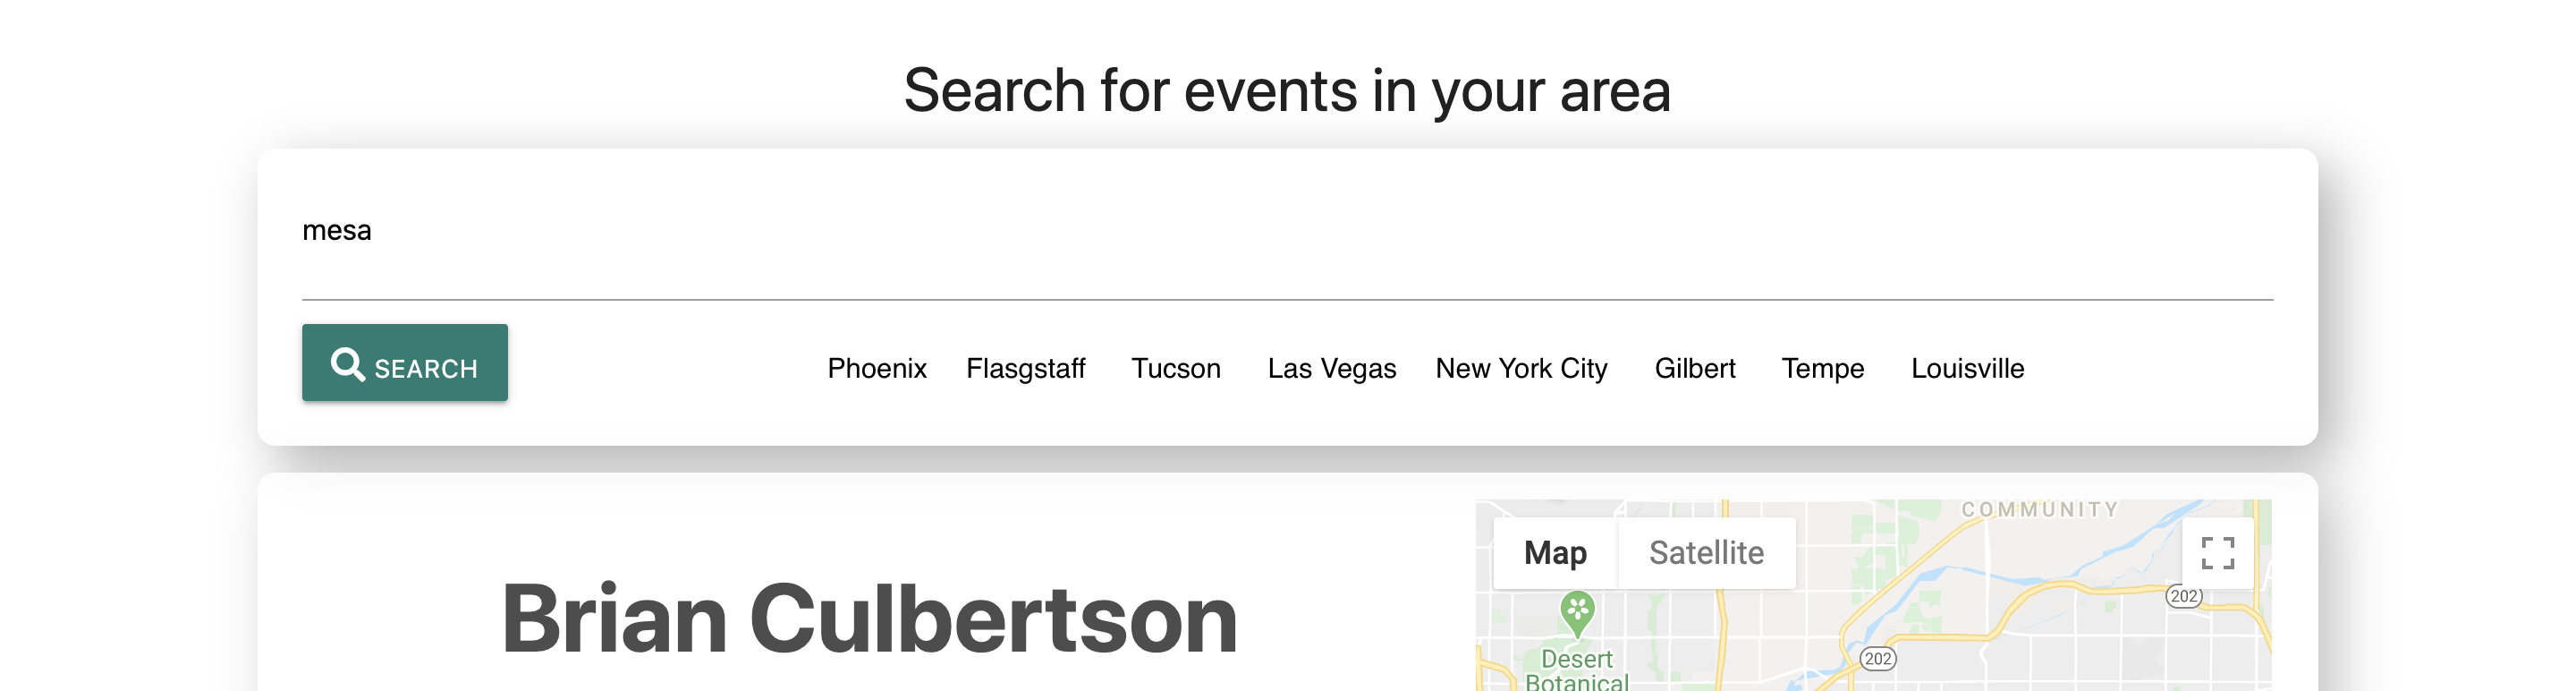 Search for events in your area
mesa
SEARCH
Phoenix Flasgstaff Tucson Las Vegas New York City Gilbert Tempe Louisville
Brian Culbertson
COMMUNITY
Map Satellite
202
202
Desert
Botanical